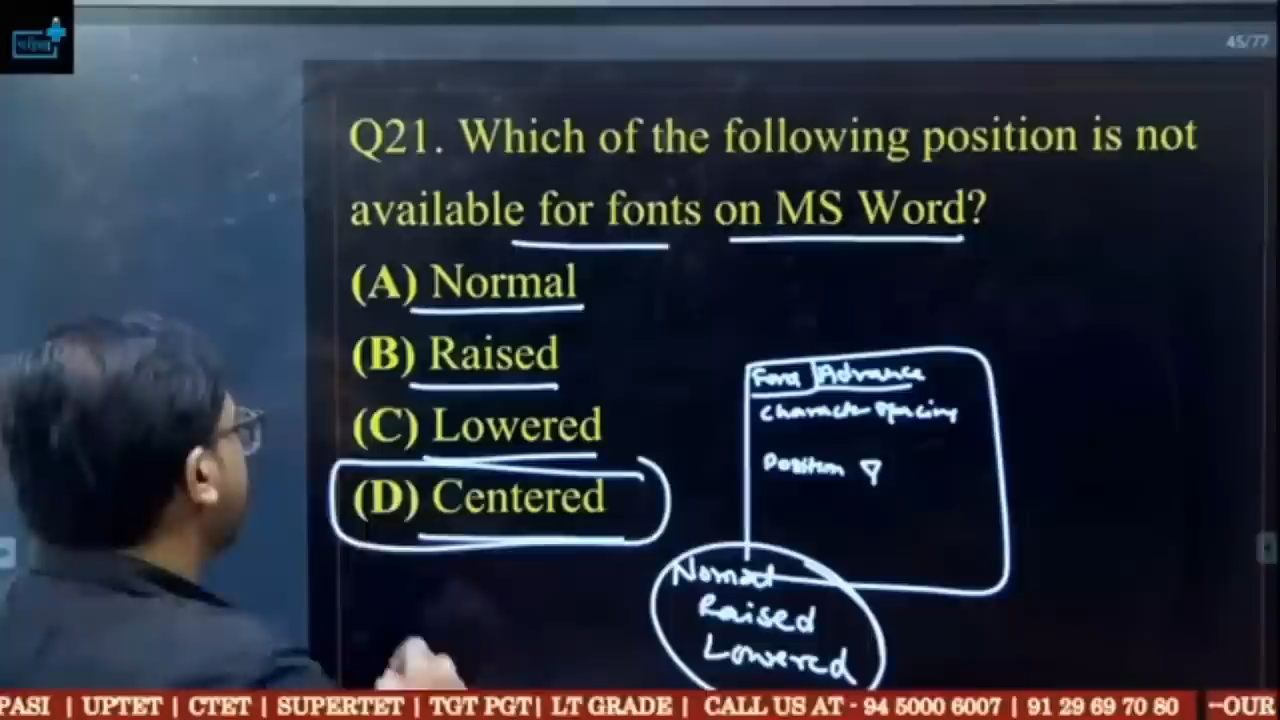 45/77
Q21. Which of the following position is not
available for fonts on MS Word?
(A) Normal
(B) Raised
(C) Lowered
(D) Centered
Advance
Character spacing
Position
Normal
Raised
Lowered
PASI | UPTET | CTET | SUPERTET | TGT PGT| LT GRADE | CALL US AT - 94 5000 6007 | 91 29 69 70 80 --OUR